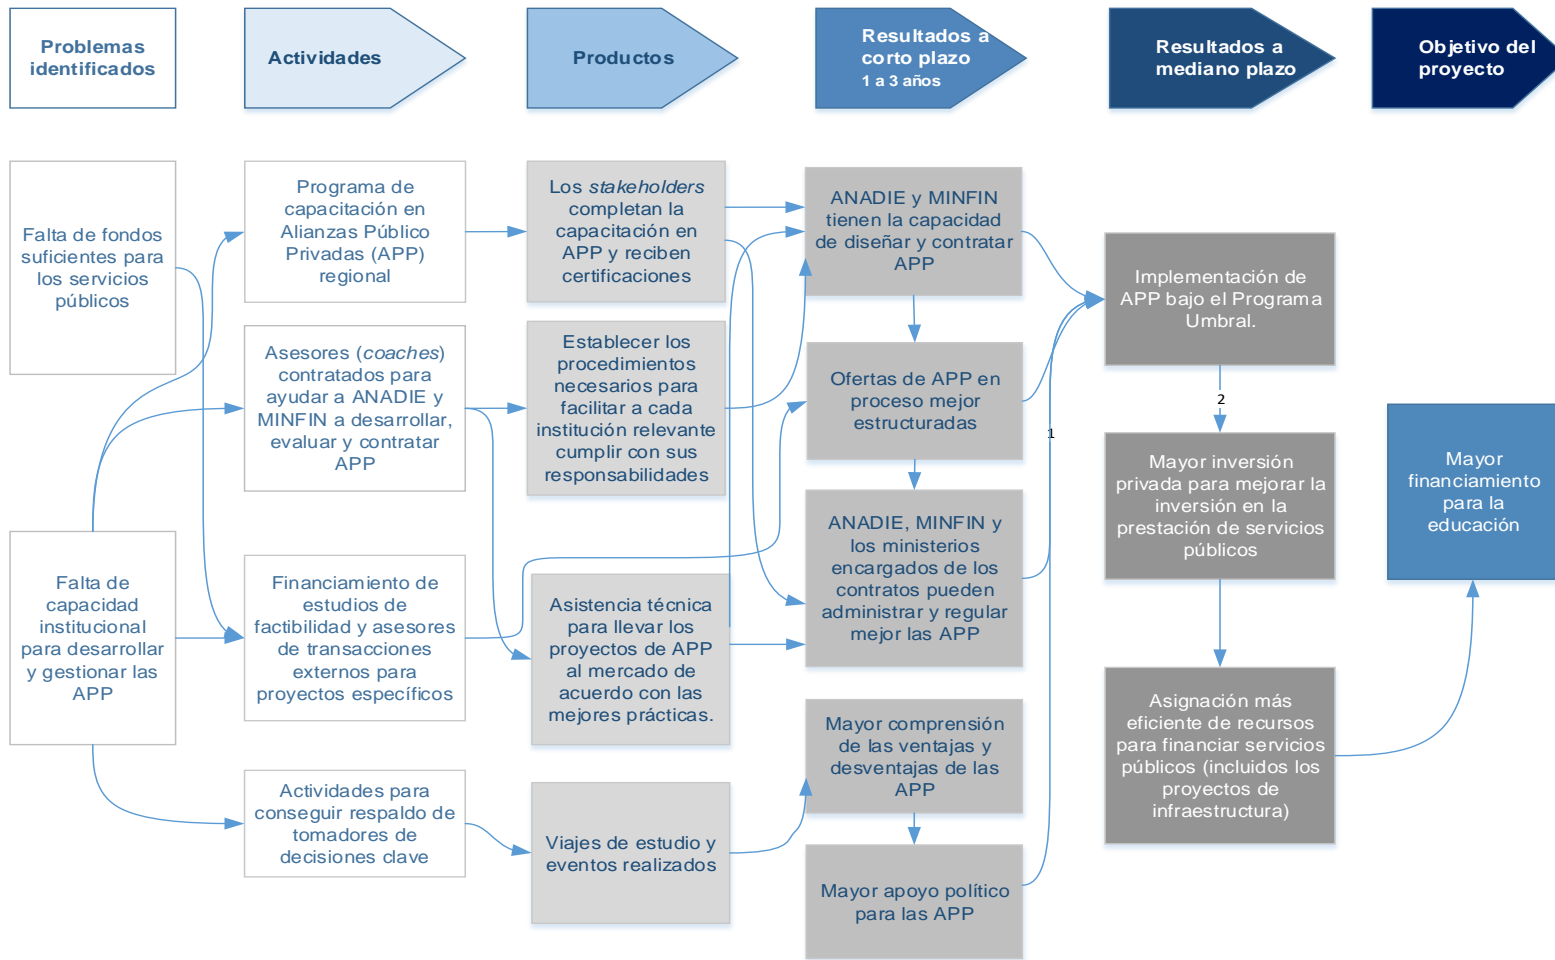 Problemas
identificados
Actividades
Productos
Resultados a
corto plazo
1 a 3 años
Resultados a
mediano plazo
Objetivo del
proyecto
Falta de fondos
suficientes para
los servicios
públicos
Falta de
capacidad
institucional
para desarrollar
y gestionar las
APP
Programa de
capacitación en
Alianzas Público
Privadas (APP)
regional
Asesores (coaches)
contratados para
ayudar a ANADIE y
MINFIN a desarrollar,
evaluar y contratar
APP
Financiamiento de
estudios de
factibilidad y asesores
de transacciones
externos para
proyectos específicos
Actividades para
conseguir respaldo de
tomadores de
decisiones clave
Los stakeholders
completan la
capacitación en
APP y reciben
certificaciones
Establecer los
procedimientos
necesarios para
facilitar a cada
institución relevante
cumplir con sus
responsabilidades
Asistencia técnica
para llevar los
proyectos de APP
al mercado de
acuerdo con las
mejores prácticas.
Viajes de estudio y
eventos realizados
ANADIE y MINFIN
tienen la capacidad
de diseñar y contratar
APP
Ofertas de APP en
proceso mejor
estructuradas
ANADIE, MINFIN y
los ministerios
encargados de los
contratos pueden
administrar y regular
mejor las APP
Mayor comprensión
de las ventajas y
desventajas de las
APP
Mayor apoyo político
para las APP
1
Implementación de
APP bajo el Programa
Umbral.
2
Mayor inversión
privada para mejorar la
inversión en la
prestación de servicios
públicos
Asignación más
eficiente de recursos
para financiar servicios
públicos (incluidos los
proyectos de
infraestructura)
Mayor
financiamiento
para la
educación